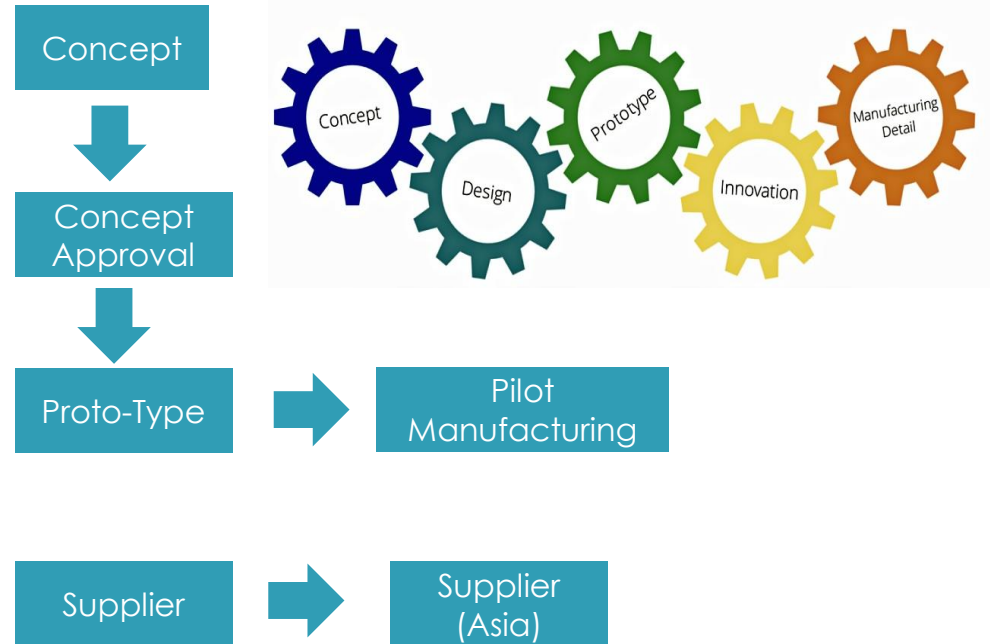 Concept
Concept
Approval
Proto-Type
Pilot
Manufacturing
Supplier
Supplier
(Asia)
Concept
Design
Prototype
Innovation
Manufacturing
Detail